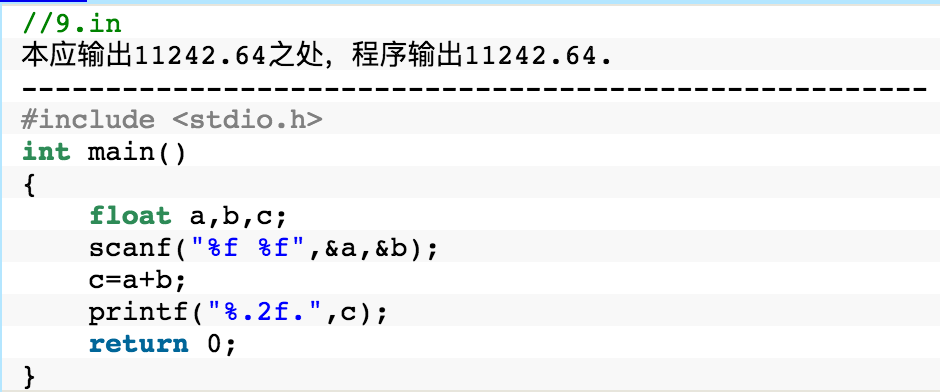 //9.in
本应输出11242.64之处，程序输出11242.64.
------------------------------------------------------
#include <stdio.h>
int main()
{
    float a,b,c;
    scanf("%f %f",&a,&b);
    c=a+b;
    printf("%.2f.",c);
    return 0;
}